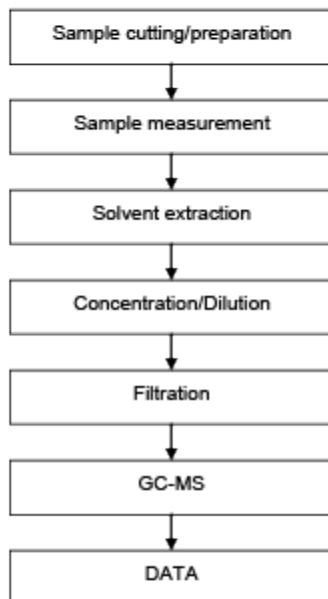 Sample cutting/preparation
Sample measurement
Solvent extraction
Concentration/Dilution
Filtration
GC-MS
DATA